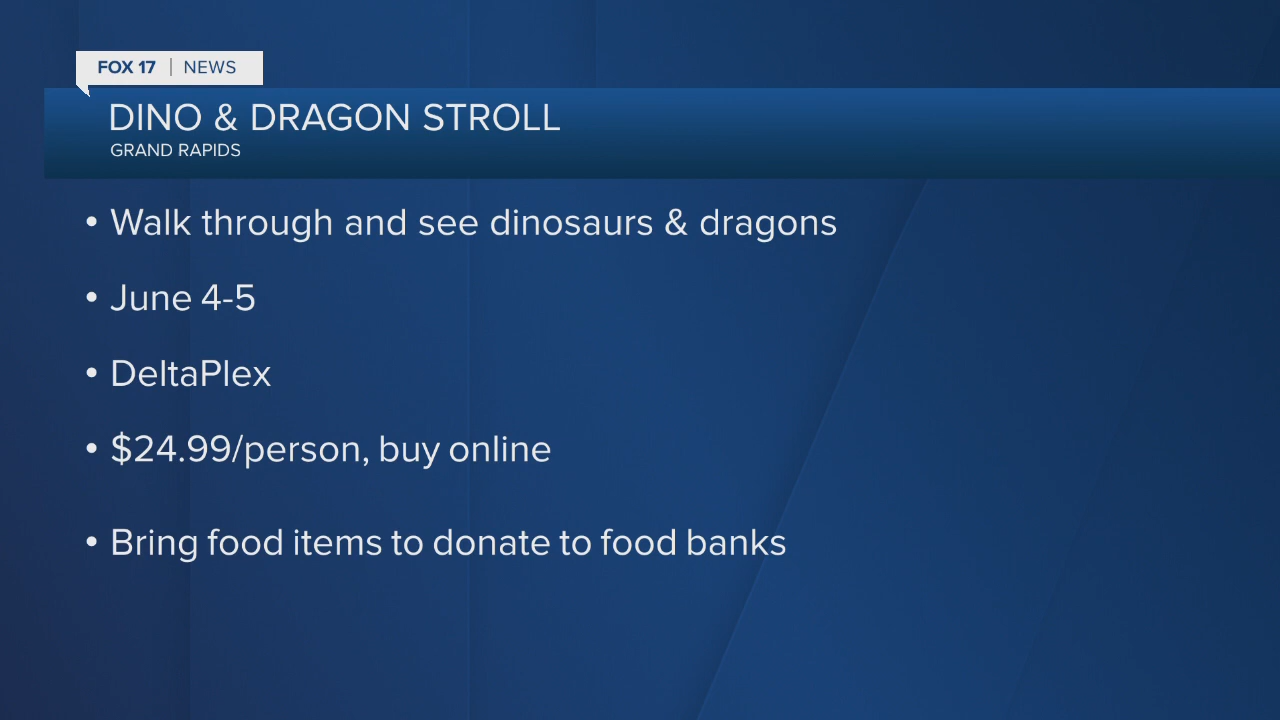 FOX 17 | NEWS
DINO & DRAGON STROLL
GRAND RAPIDS
• Walk through and see dinosaurs & dragons
• June 4-5
• DeltaPlex
• $24.99/person, buy online
• Bring food items to donate to food banks